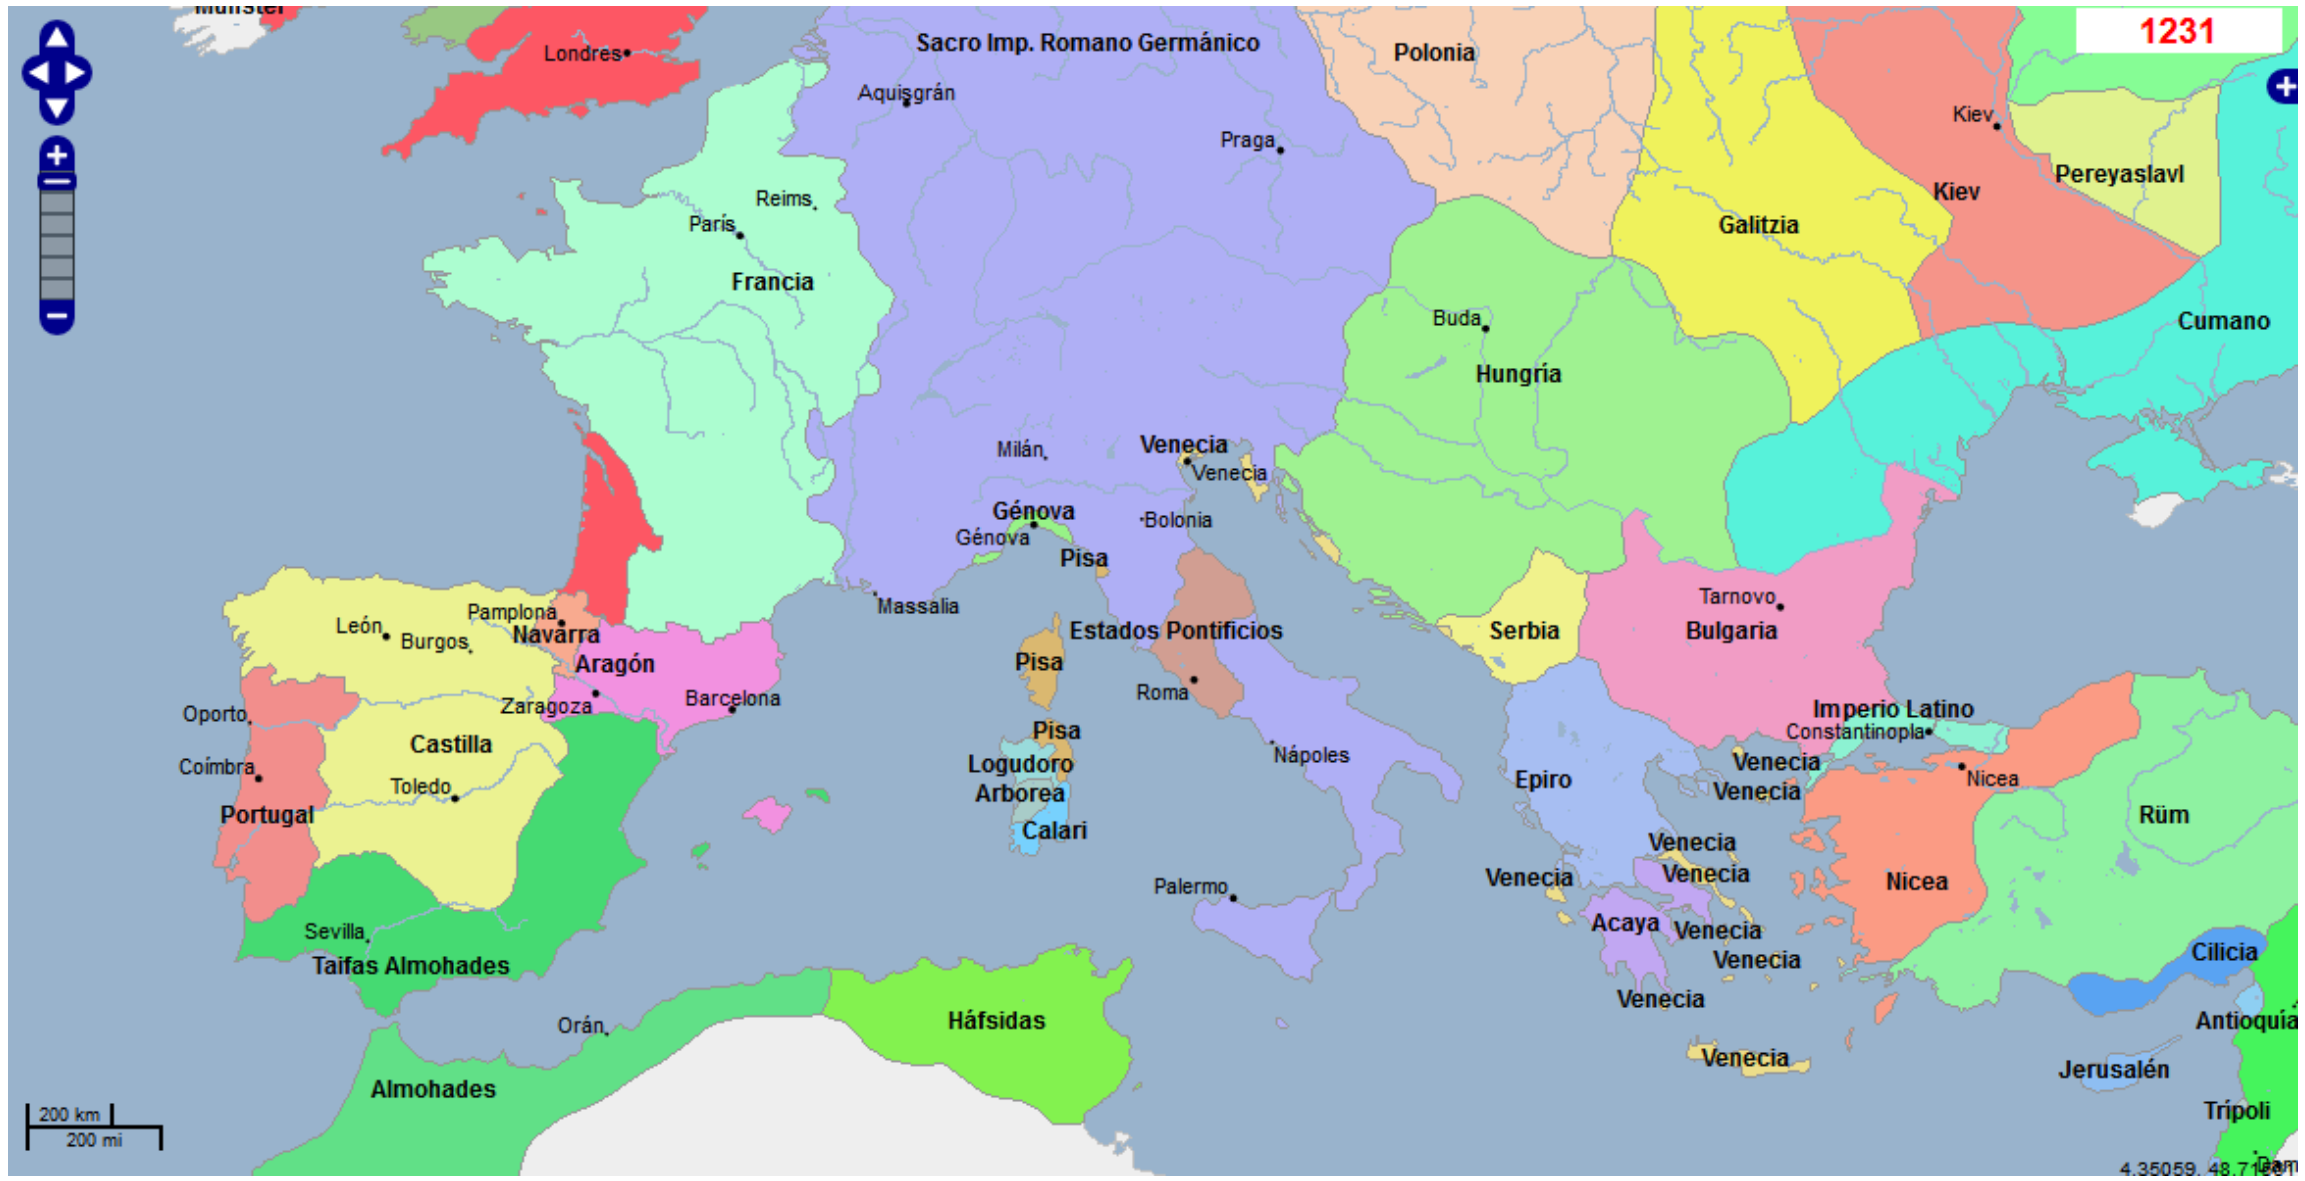 Munster
1231
Londres
Sacro Imp. Romano Germánico
Polonia
Aquisgrán
Kiev
Praga
Pereyaslavl
Kiev
Reims
París
Galitzia
Francia
Buda
Cumano
Hungría
Milán
Venecia
Venecia
Génova
Bolonia
Génova
Pisa
Tarnovo
Massalia
Pamplona
León
Navarra
Burgos
Estados Pontificios
Serbia
Bulgaria
Aragón
Pisa
Roma
Barcelona
Zaragoza
Oporto
Imperio Latino
Constantinopla
Pisa
Castilla
Nápoles
Venecia
Logudoro
Coímbra
Epiro
Nicea
Toledo
Arborea
Venecia
Portugal
Rüm
Calari
Venecia
Venecia
Venecia
Palermo
Nicea
Acaya
Venecia
Sevilla
Cilicia
Taifas Almohades
Venecia
Venecia
Háfsidas
Antioquía
Orán
Venecia
Jerusalén
Almohades
Trípoli
200 km
200 mi